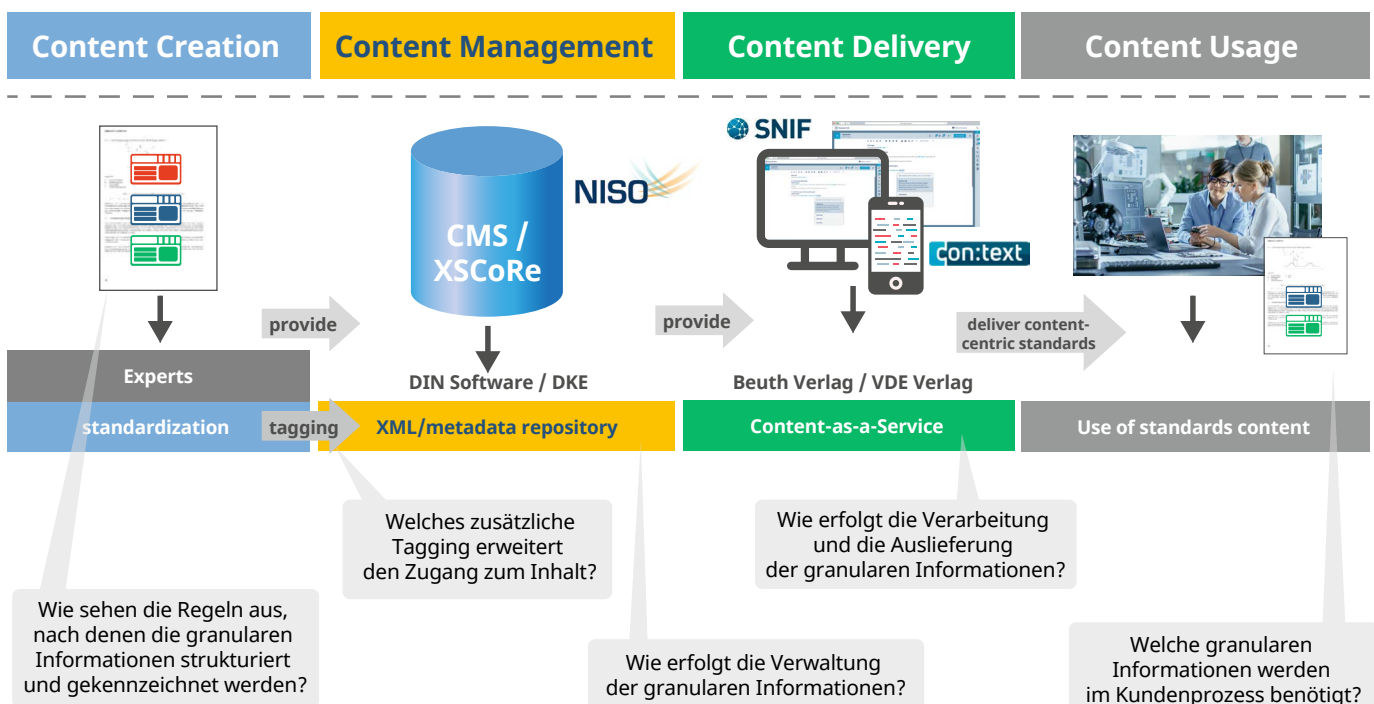 Content Creation
Content Management
Content Delivery
Content Usage
SNIF
NISO
CMS /
XSCoRe
con:text
provide
provide
deliver content-
centric standards
Experts
DIN Software / DKE
Beuth Verlag / VDE Verlag
standardization
tagging
XML/metadata repository
Content-as-a-Service
Use of standards content
Welches zusätzliche
Tagging erweitert
den Zugang zum Inhalt?
Wie erfolgt die Verarbeitung
und die Auslieferung
der granularen Informationen?
Wie sehen die Regeln aus,
nach denen die granularen
Informationen strukturiert
und gekennzeichnet werden?
Wie erfolgt die Verwaltung
der granularen Informationen?
Welche granularen
Informationen werden
im Kundenprozess benötigt?